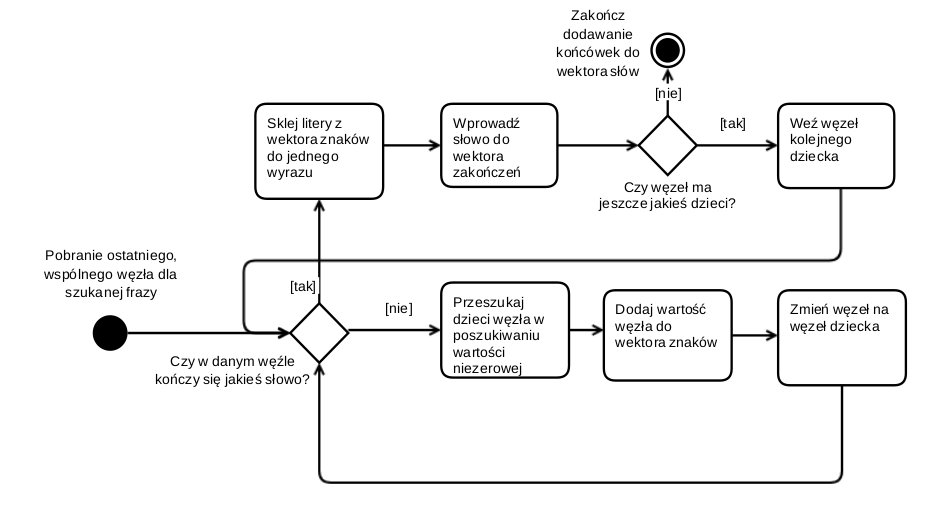 Zakończ
dodawanie
końcówek do
wektora słów
[nie]
Sklej litery z
wektora znaków
do jednego
wyrazu
Wprowadź
słowo do
wektora
zakończeń
[tak]
Weź węzeł
kolejnego
dziecka
Czy węzeł ma
jeszcze jakieś dzieci?
Pobranie ostatniego,
wspólnego węzła dla
szukanej frazy
[tak]
[nie]
Czy w danym węźle
kończy się jakieś słowo?
Przeszukaj
dzieci węzła w
poszukiwaniu
wartości
niezerowej
Dodaj wartość
węzła do
wektora znaków
Zmień węzeł na
węzeł dziecka